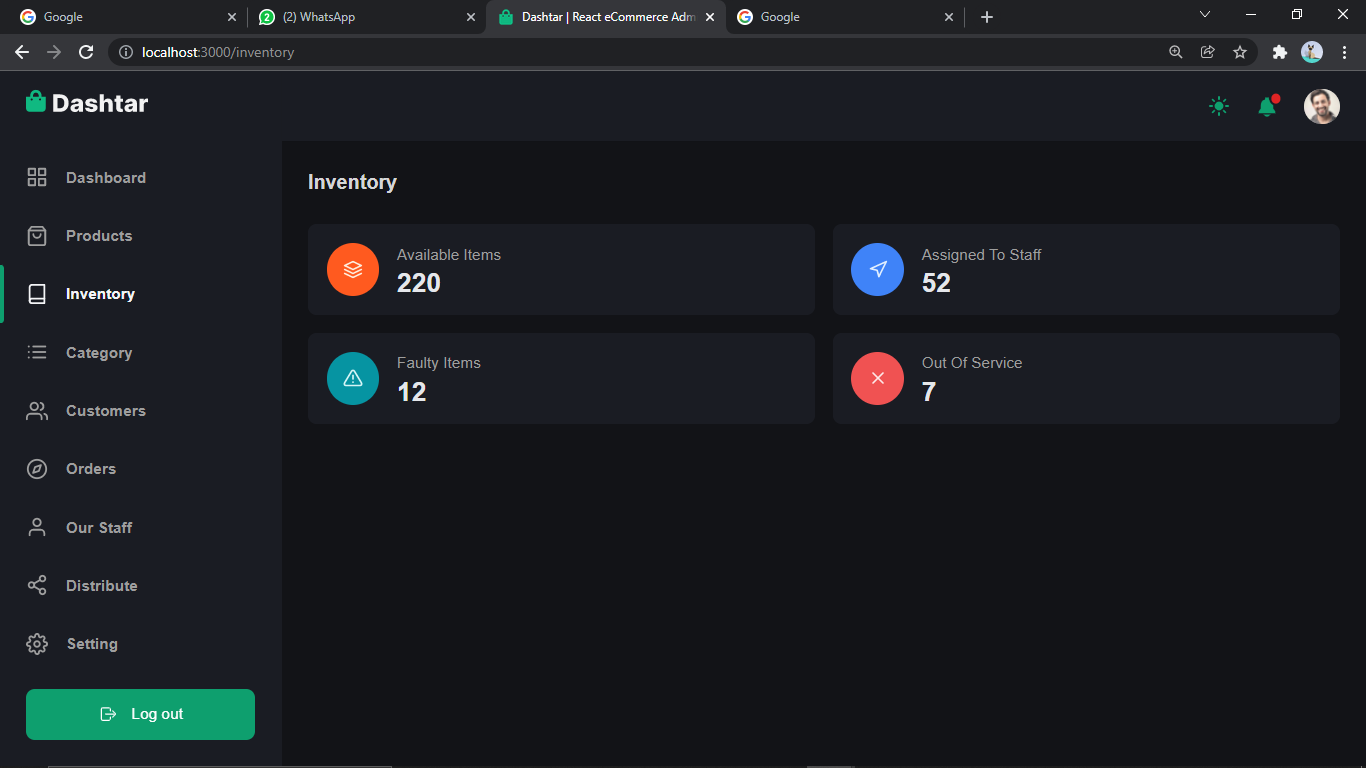 Google
(2) WhatsApp
Dashtar | React eCommerce Adm
Google
localhost:3000/inventory
Dashtar
Dashboard
Products
Inventory
Category
Customers
Orders
Our Staff
Distribute
Setting
Log out
Inventory
Available Items
220
Assigned To Staff
52
Faulty Items
12
Out Of Service
7